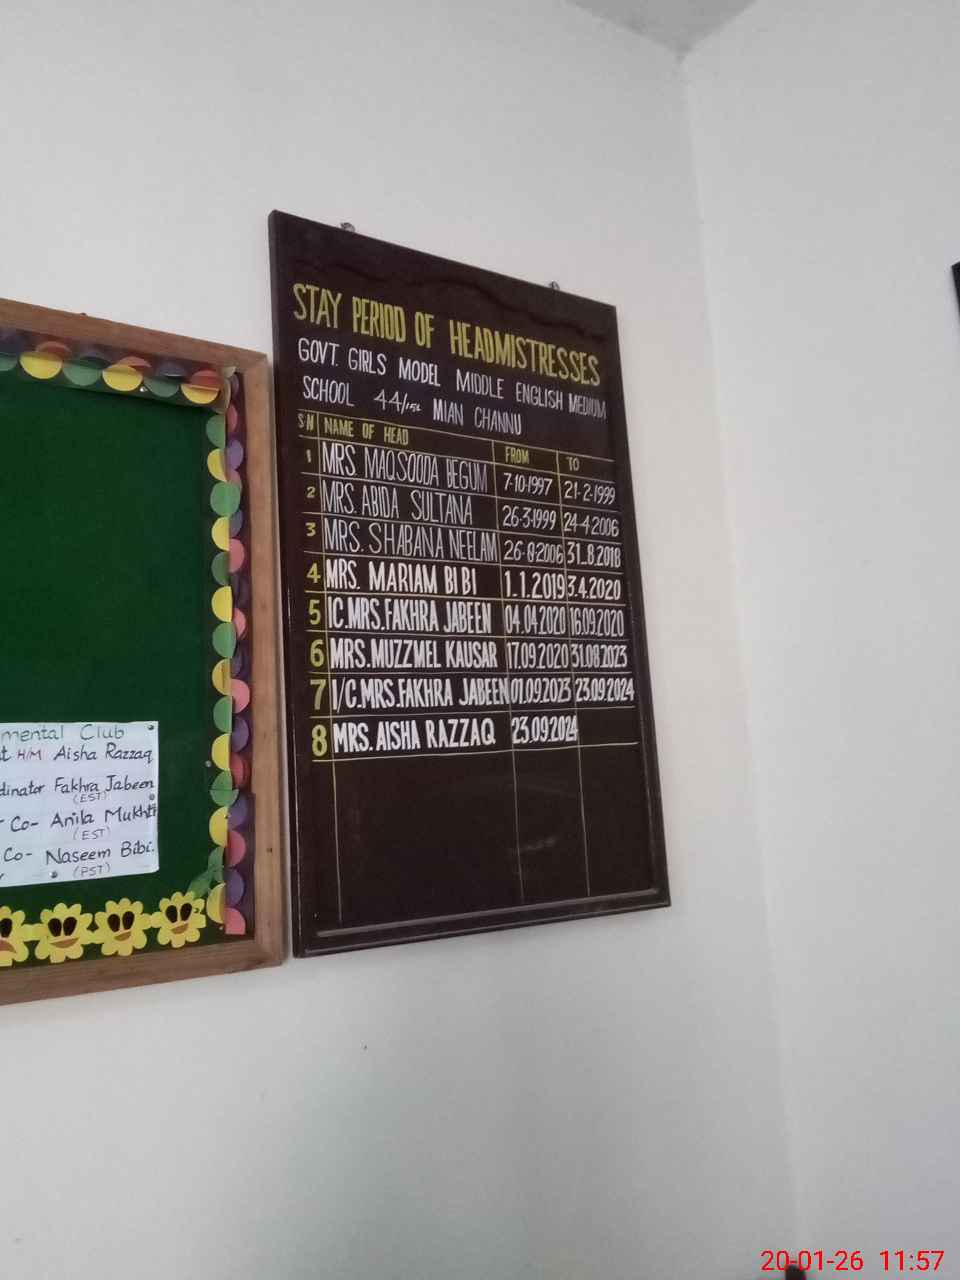 STAY PERIOD OF HEADMISTRESSES
GOVT. GIRLS MODEL MIDDLE ENGLISH MEDIUM
SCHOOL 44/15L MIAN CHANNU
S.N NAME OF HEAD FROM TO
1 MRS. MAQSOODA BEGUM 7-10-1997 21-2-1999
2 MRS. ABIDA SULTANA 26-3-1999 24-4-2006
3 MRS. SHABANA NEELAM 26-8-2006 31.8.2018
4 MRS. MARIAM BIBI 1.1.2019 3.4.2020
5 IC.MRS.FAKHRA JABEEN 04.04.2020 16.09.2020
6 MRS.MUZZMEL KAUSAR 17.09.2020 31.08.2023
7 I/C.MRS.FAKHRA JABEEN 01.09.2023 23.09.2024
8 MRS.AISHA RAZZAQ 23.09.2024
mental Club
t H/M Aisha Razzaq
dinator Fakhra Jabeen
(EST)
r Co- Anila Mukht
(EST)
Co- Naseem Bibi.
(PST)
20-01-26 11:57